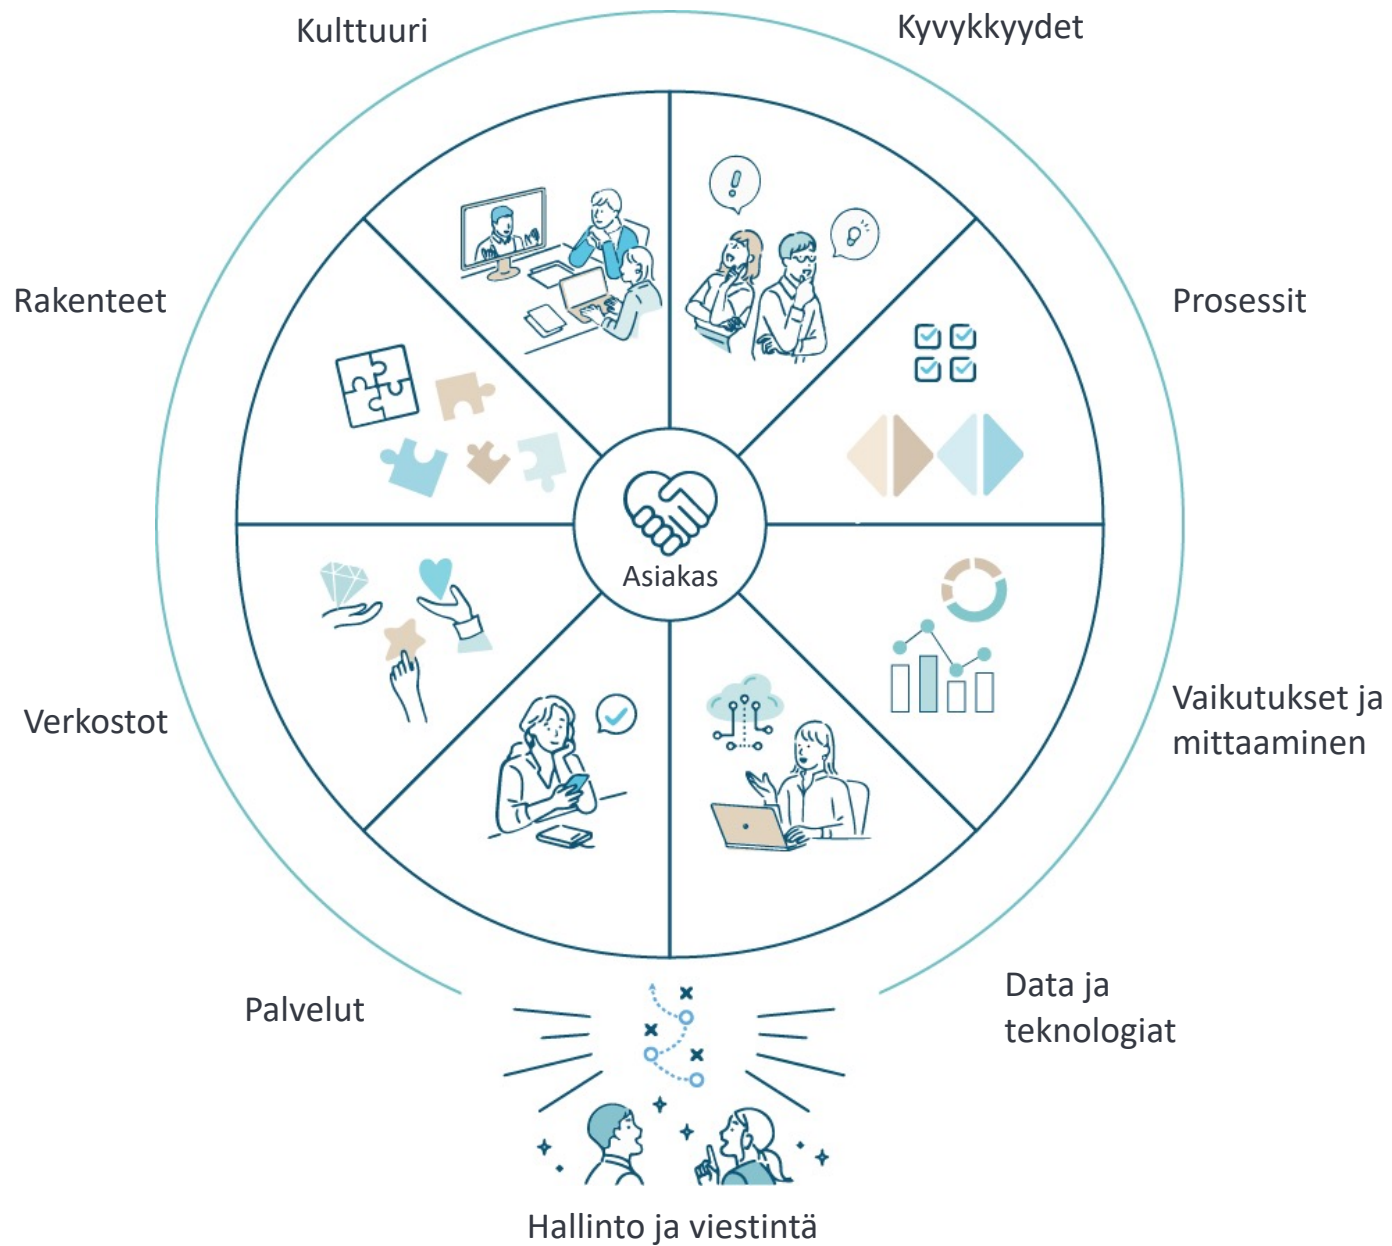 Kulttuuri
Kyvykkyydet
Rakenteet
Prosessit
Asiakas
Verkostot
Vaikutukset ja
mittaaminen
Palvelut
Data ja
teknologiat
Hallinto ja viestintä